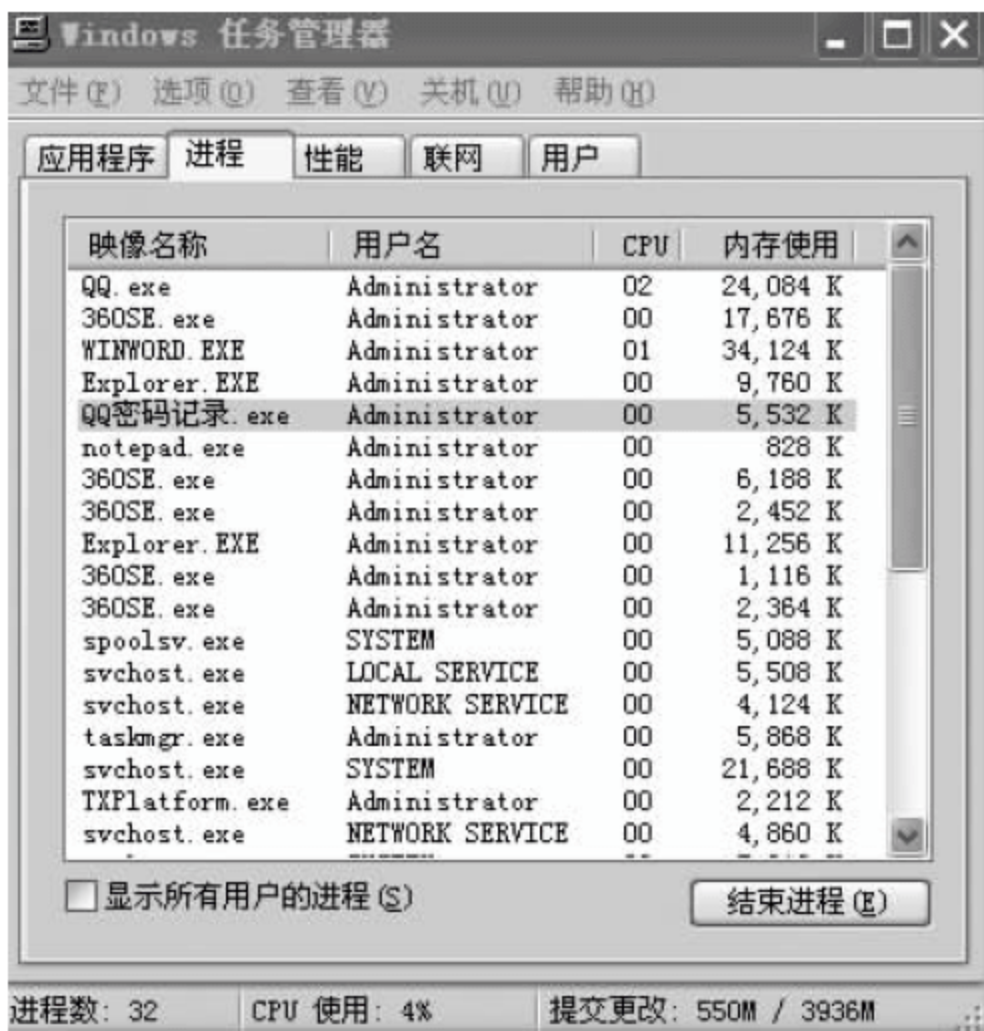 Windows 任务管理器
文件(F) 选项(O) 查看(V) 关机(U) 帮助(H)
应用程序 进程 性能 联网 用户
映像名称 用户名 CPU 内存使用
QQ.exe Administrator 02 24,084 K
360SE.exe Administrator 00 17,676 K
WINWORD.EXE Administrator 01 34,124 K
Explorer.EXE Administrator 00 9,760 K
QQ密码记录.exe Administrator 00 5,532 K
notepad.exe Administrator 00 828 K
360SE.exe Administrator 00 6,188 K
360SE.exe Administrator 00 2,452 K
Explorer.EXE Administrator 00 11,256 K
360SE.exe Administrator 00 1,116 K
360SE.exe Administrator 00 2,364 K
spoolsv.exe SYSTEM 00 5,088 K
svchost.exe LOCAL SERVICE 00 5,508 K
svchost.exe NETWORK SERVICE 00 4,124 K
taskmgr.exe Administrator 00 5,868 K
svchost.exe SYSTEM 00 21,688 K
TXPlatform.exe Administrator 00 2,212 K
svchost.exe NETWORK SERVICE 00 4,860 K
显示所有用户的进程(S) 结束进程(E)
进程数: 32 CPU 使用: 4% 提交更改: 550M / 3936M